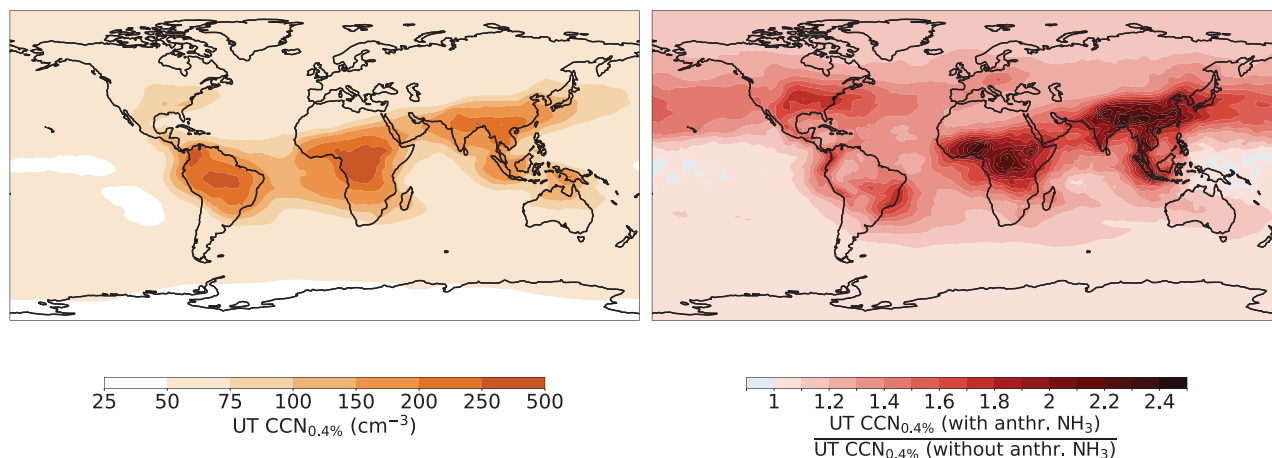 25 50 75 100 150 200 250 500
UT CCN₀.₄% (cm⁻³)
1 1.2 1.4 1.6 1.8 2 2.2 2.4
UT CCN₀.₄% (with anthr. NH₃)
UT CCN₀.₄% (without anthr. NH₃)